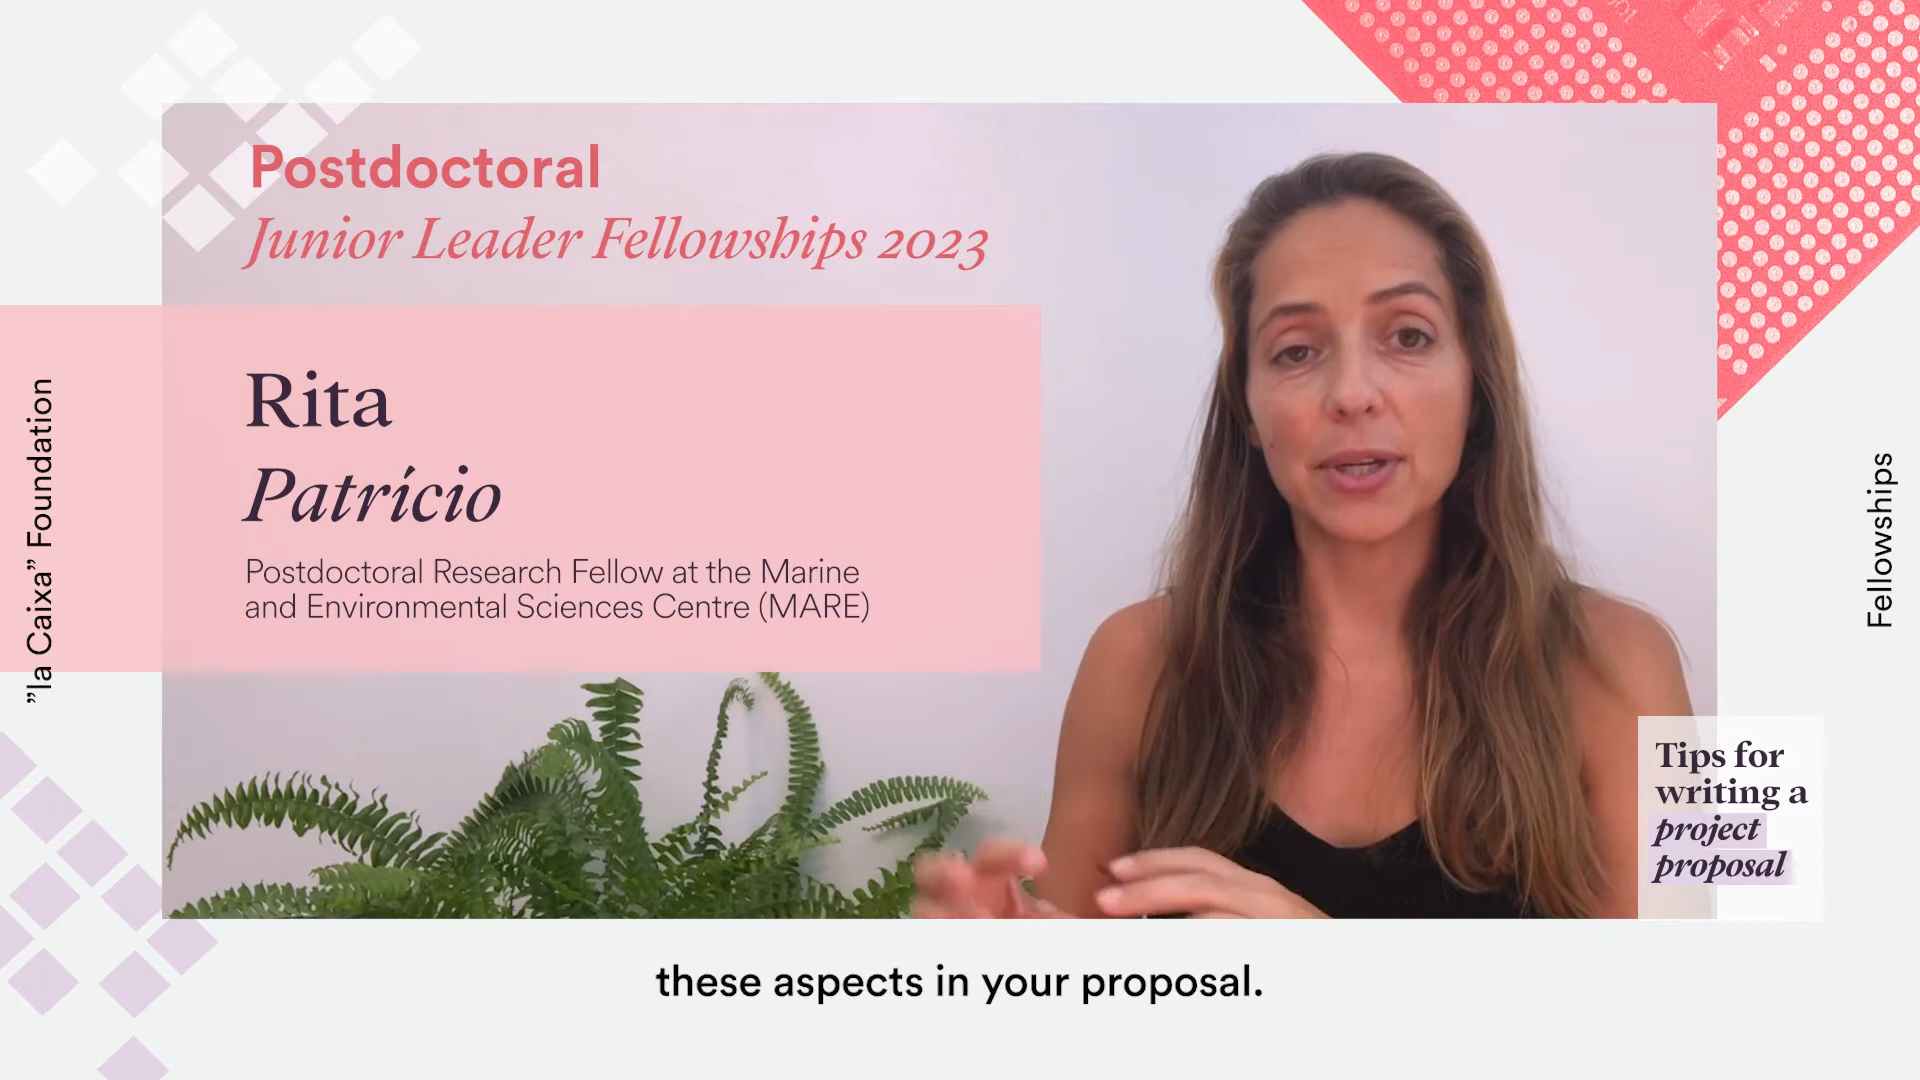 Postdoctoral
Junior Leader Fellowships 2023
Rita
Patrício
Postdoctoral Research Fellow at the Marine
and Environmental Sciences Centre (MARE)
”la Caixa” Foundation
Fellowships
Tips for
writing a
project
proposal
these aspects in your proposal.